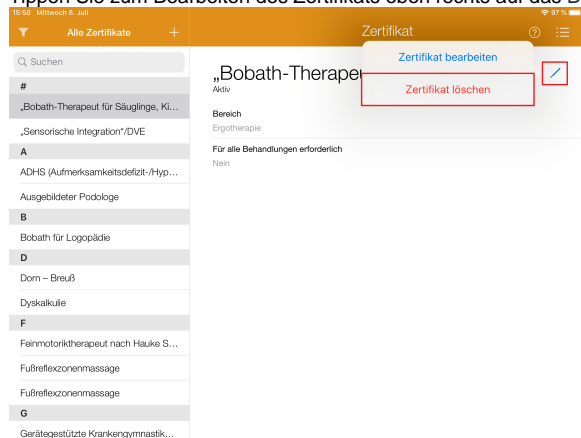 Tippen Sie zum Bearbeiten des Zertifikats oben rechts auf das
15:50 Mittwoch 8. Juli
97 %
Alle Zertifikate
+
Zertifikat
?
Suchen
Zertifikat bearbeiten
Zertifikat löschen
#
„Bobath-Therapeut für Säuglinge, Ki...
„Sensorische Integration“/DVE
A
ADHS (Aufmerksamkeitsdefizit-/Hyp...
Ausgebildeter Podologe
B
Bobath für Logopädie
D
Dorn – Breuß
Dyskalkulie
F
Feinmotoriktherapeut nach Hauke S...
Fußreflexzonenmassage
Fußreflexzonenmassage
G
Gerätegestützte Krankengymnastik...
„Bobath-Therape
Aktiv
Bereich
Ergotherapie
Für alle Behandlungen erforderlich
Nein